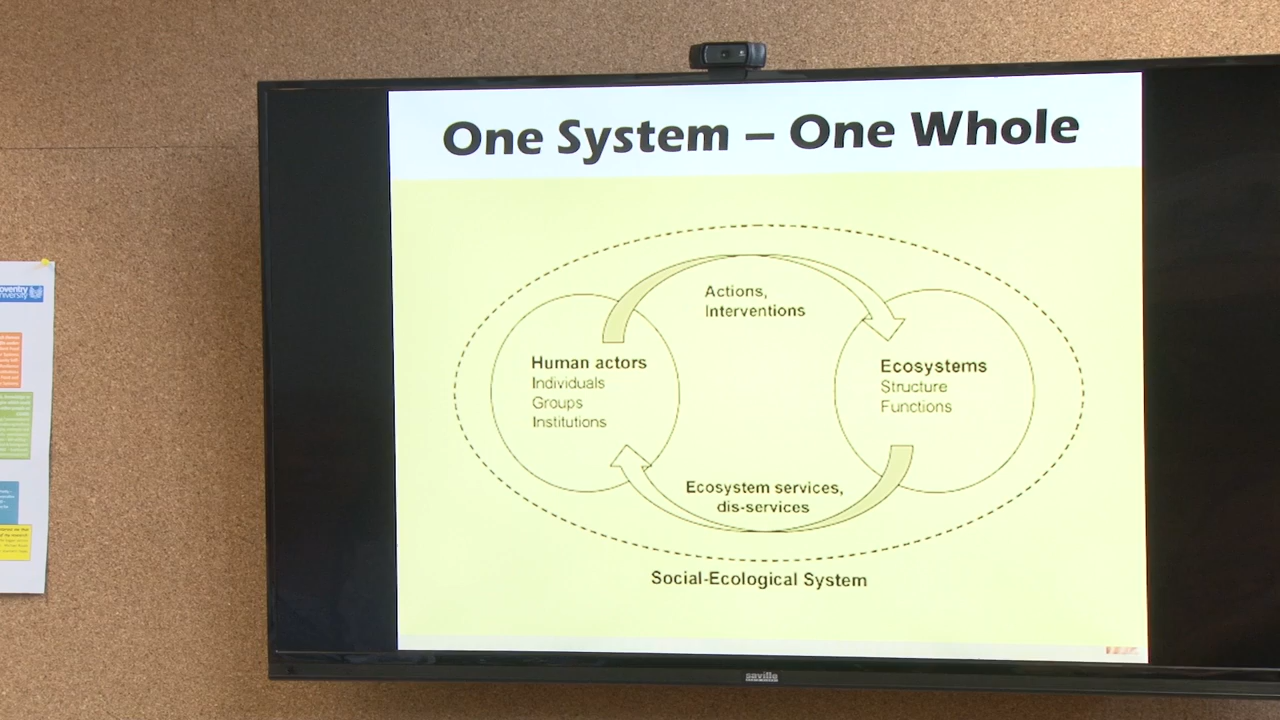 One System – One Whole
Actions,
Interventions
Human actors
Individuals
Groups
Institutions
Ecosystems
Structure
Functions
Ecosystem services,
dis-services
Social-Ecological System
saville